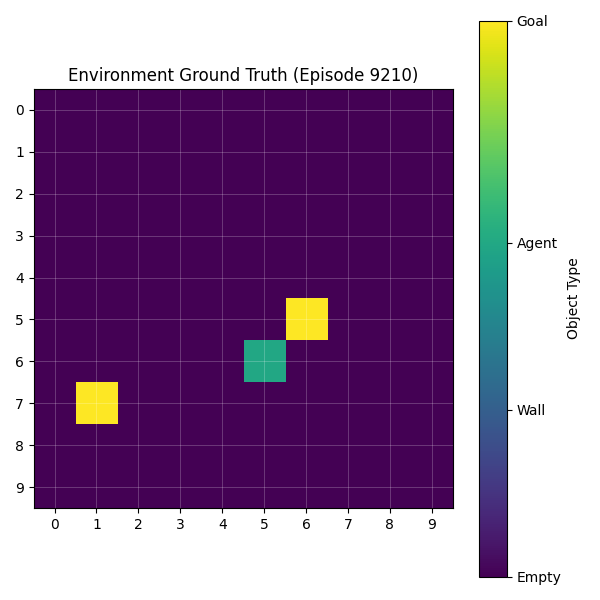 Environment Ground Truth (Episode 9210)
0
1
2
3
4
5
6
7
8
9
0 1 2 3 4 5 6 7 8 9
Goal
Agent
Wall
Empty
Object Type